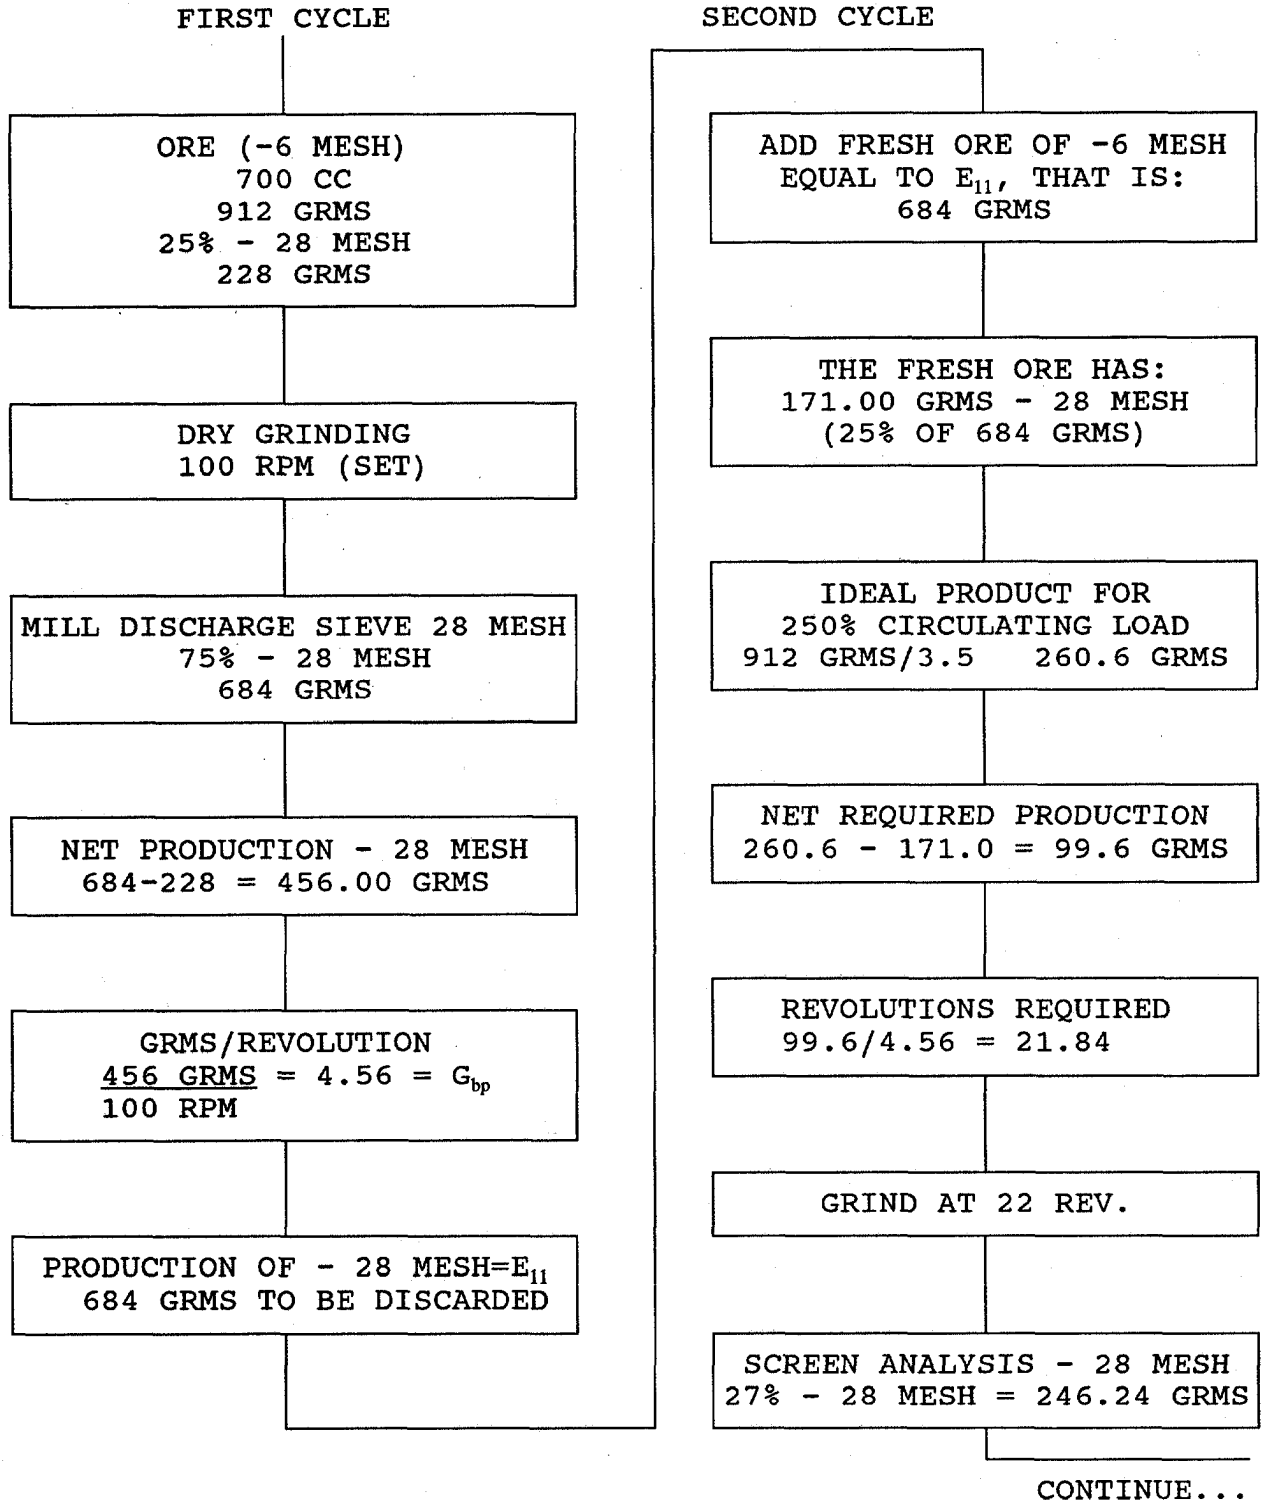 FIRST CYCLE
ORE (-6 MESH)
700 CC
912 GRMS
25% - 28 MESH
228 GRMS
DRY GRINDING
100 RPM (SET)
MILL DISCHARGE SIEVE 28 MESH
75% - 28 MESH
684 GRMS
NET PRODUCTION - 28 MESH
684-228 = 456.00 GRMS
GRMS/REVOLUTION
456 GRMS = 4.56 = G_bp
100 RPM
PRODUCTION OF - 28 MESH=E_11
684 GRMS TO BE DISCARDED
SECOND CYCLE
ADD FRESH ORE OF -6 MESH
EQUAL TO E_11, THAT IS:
684 GRMS
THE FRESH ORE HAS:
171.00 GRMS - 28 MESH
(25% OF 684 GRMS)
IDEAL PRODUCT FOR
250% CIRCULATING LOAD
912 GRMS/3.5 260.6 GRMS
NET REQUIRED PRODUCTION
260.6 - 171.0 = 99.6 GRMS
REVOLUTIONS REQUIRED
99.6/4.56 = 21.84
GRIND AT 22 REV.
SCREEN ANALYSIS - 28 MESH
27% - 28 MESH = 246.24 GRMS
CONTINUE...